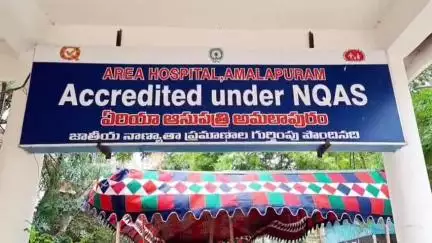 AREA HOSPITAL,AMALAPURAM
Accredited under NQAS
ఏరియా ఆసుపత్రి అమలాపురం
జాతీయ నాణ్యతా ప్రమాణాల గుర్తింపు పొందినది